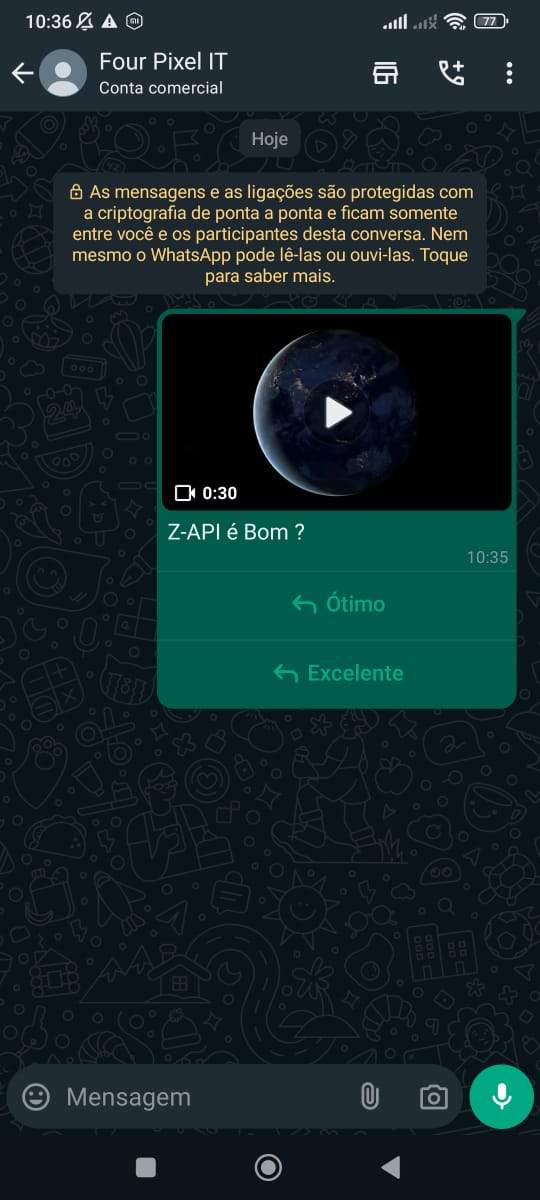 10:36
77
Four Pixel IT
Conta comercial
Hoje
As mensagens e as ligações são protegidas com
a criptografia de ponta a ponta e ficam somente
entre você e os participantes desta conversa. Nem
mesmo o WhatsApp pode lê-las ou ouvi-las. Toque
para saber mais.
0:30
Z-API é Bom ?
10:35
Ótimo
Excelente
Mensagem